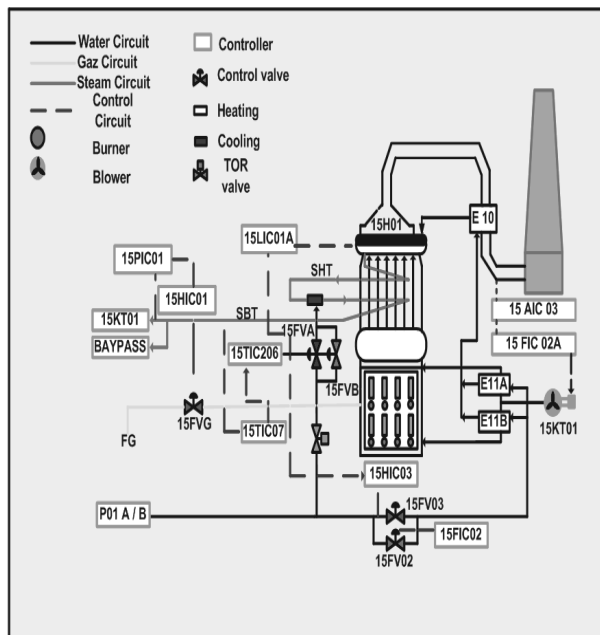 Water Circuit
Gaz Circuit
Steam Circuit
Control
Circuit
Burner
Blower
Controller
Control valve
Heating
Cooling
TOR
valve
15H01
E 10
15LIC01A
15PIC01
SHT
15HIC01
15 AIC 03
15KT01
SBT
15FVA
15 FIC 02A
BAYPASS
15TIC206
15FVB
E11A
E11B
15KT01
15FVG
15TIC07
FG
15HIC03
P01 A / B
15FV03
15FIC02
15FV02